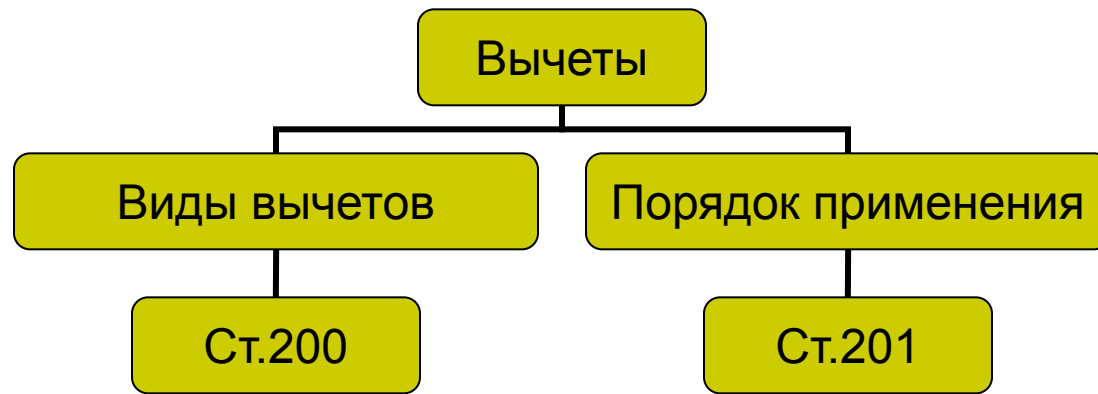 Вычеты
Виды вычетов
Порядок применения
Ст.200
Ст.201